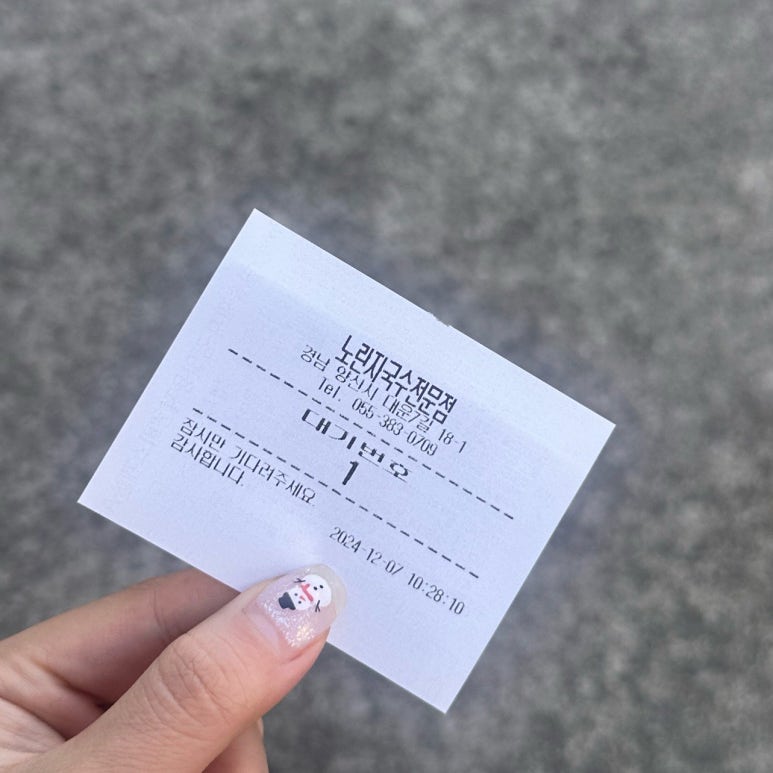 노린지국수전문점
경남 양산시 대운7길 18-1
Tel. 055-383-0709
대기번호
1
잠시만 기다려주세요.
감사합니다.
2024-12-07 10:28:10